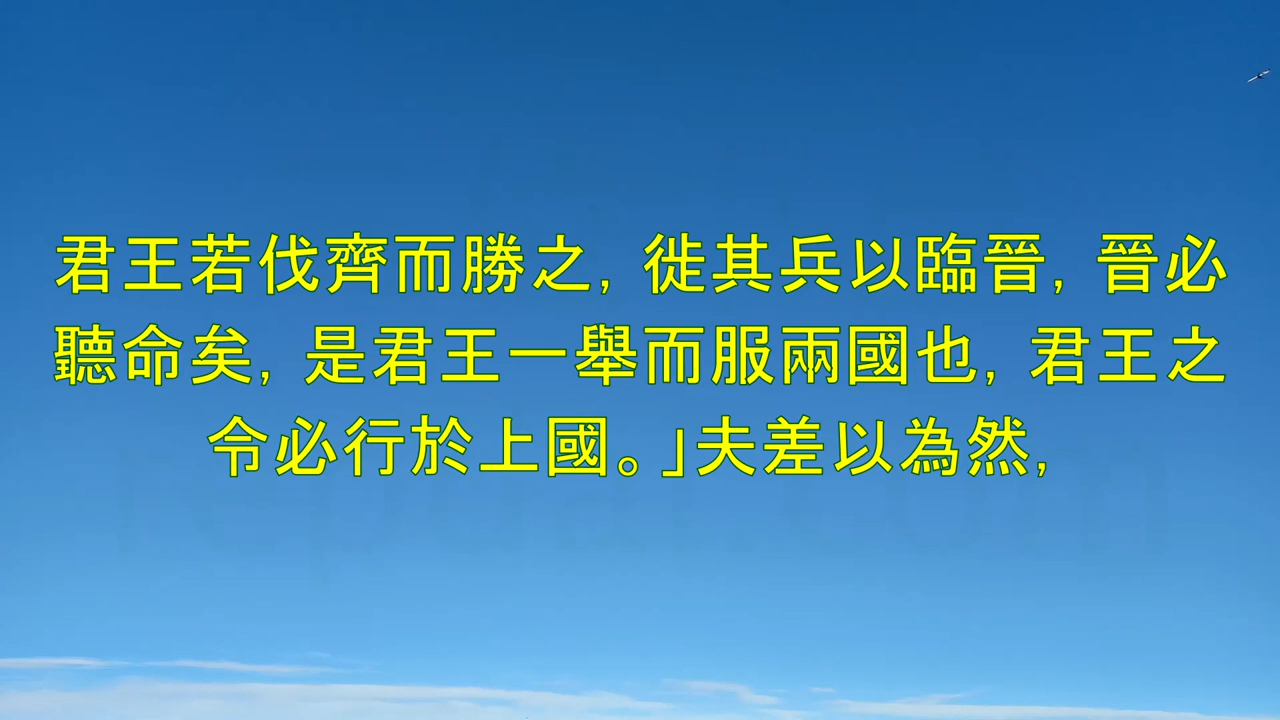 君王若伐齊而勝之，徙其兵以臨晉，晉必
聽命矣，是君王一舉而服兩國也，君王之
令必行於上國。」夫差以為然，